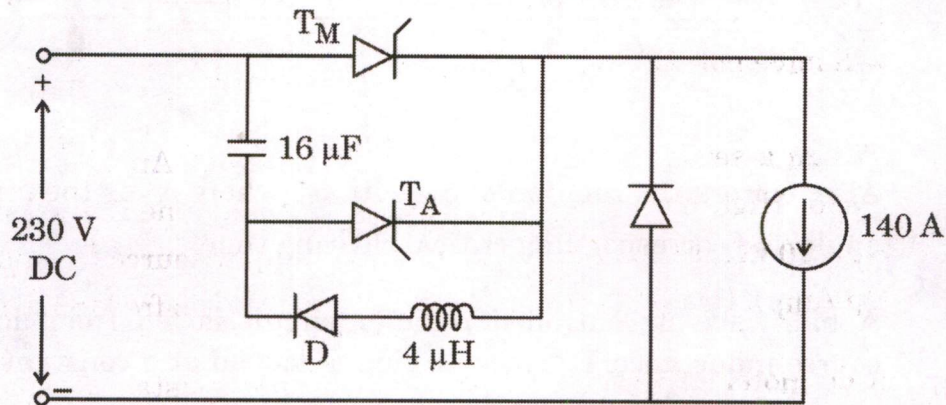 T_M
+
16 μF
T_A
230 V
DC
140 A
D
4 μH
−